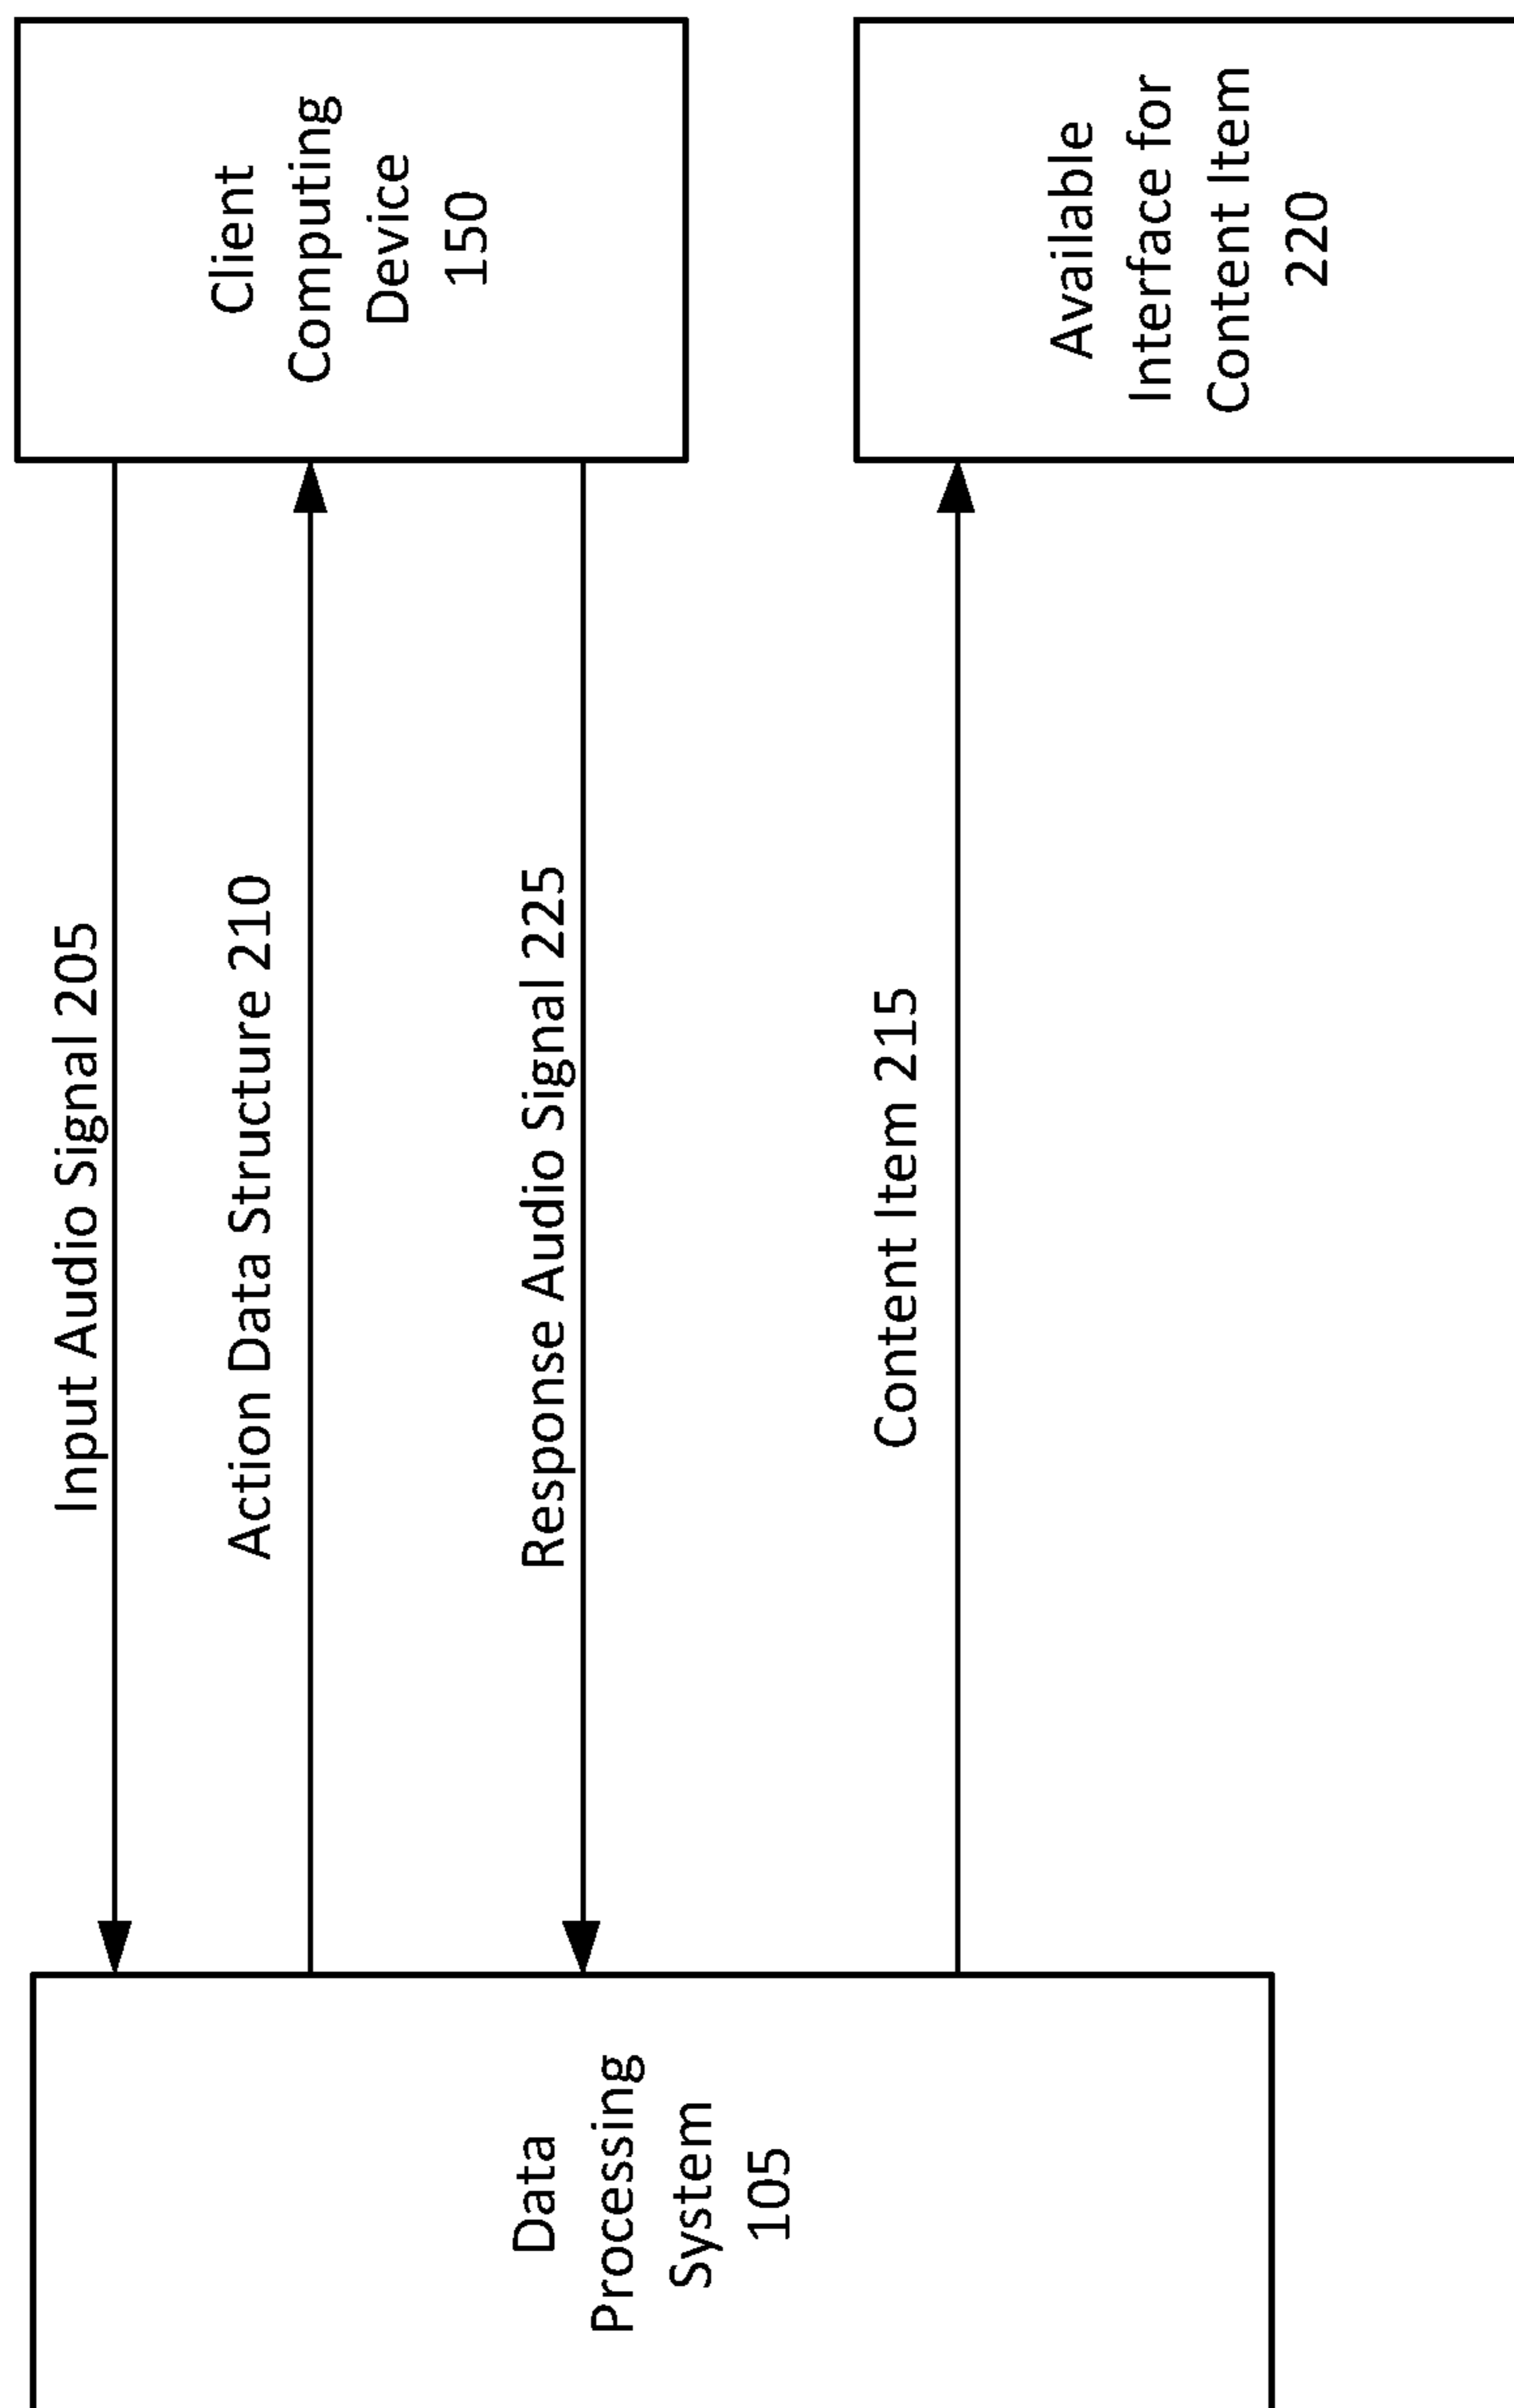 Data
Processing
System
105
Input Audio Signal 205
Action Data Structure 210
Response Audio Signal 225
Content Item 215
Client
Computing
Device
150
Available
Interface for
Content Item
220